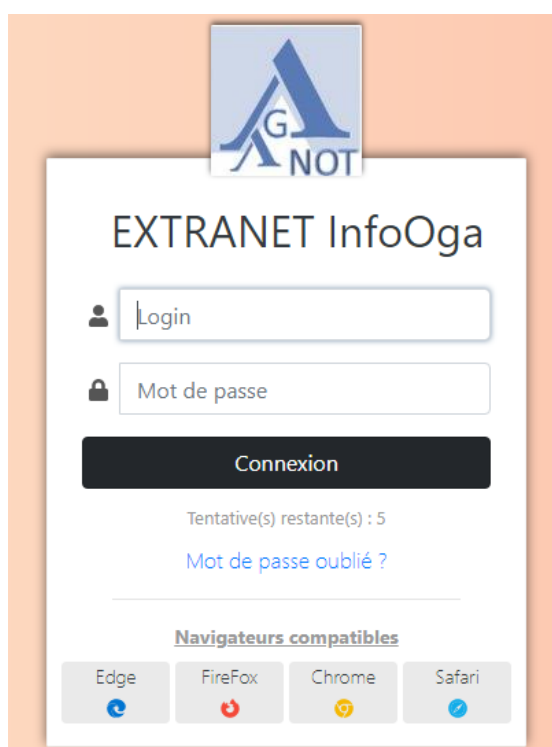 AGA
NOT
EXTRANET InfoOga
Login
Mot de passe
Connexion
Tentative(s) restante(s) : 5
Mot de passe oublié ?
Navigateurs compatibles
Edge FireFox Chrome Safari